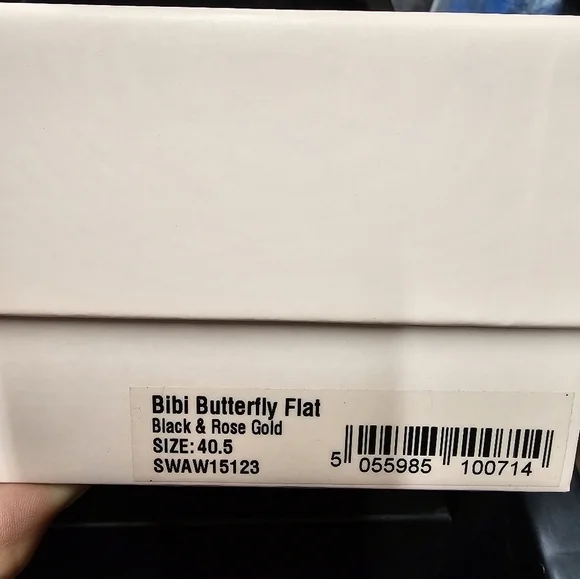 Bibi Butterfly Flat
Black & Rose Gold
SIZE: 40.5
SWAW15123
5 055985 100714